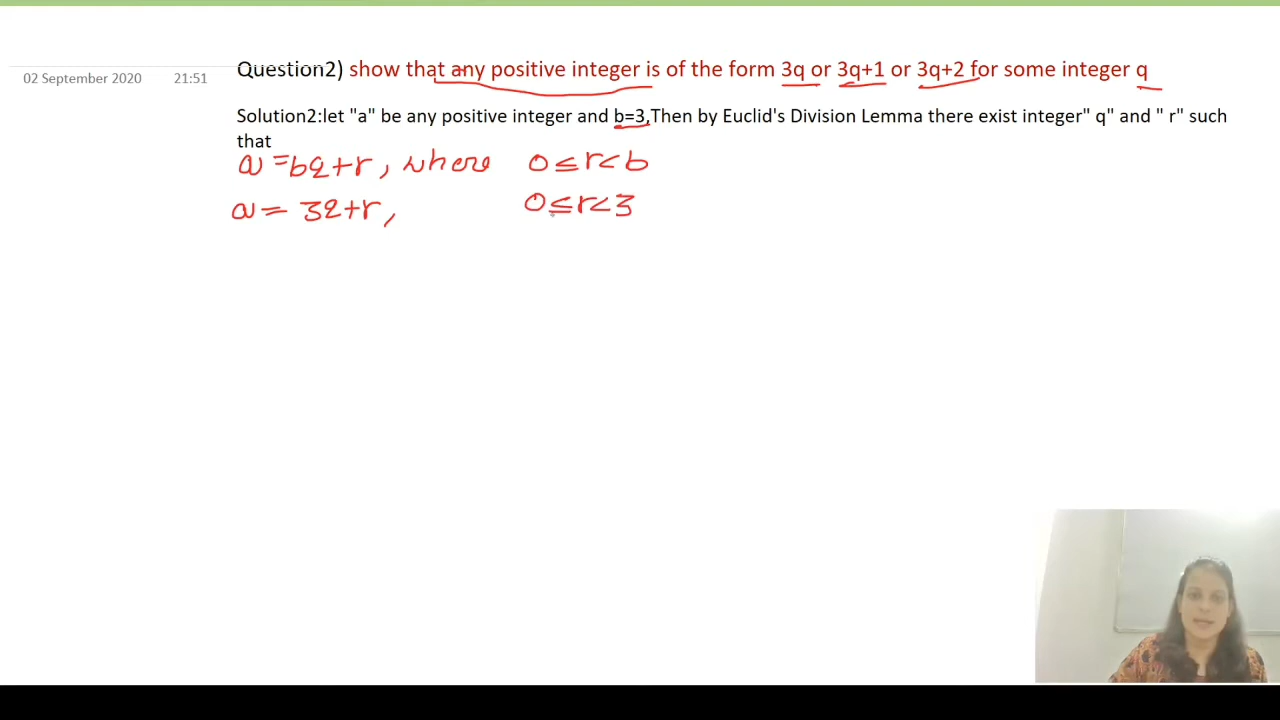 Question2) show that any positive integer is of the form 3q or 3q+1 or 3q+2 for some integer q
02 September 2020 21:51
Solution2:let "a" be any positive integer and b=3,Then by Euclid's Division Lemma there exist integer" q" and " r" such
that
a = bq+r, where 0≤r<b
a = 3q+r, 0≤r<3